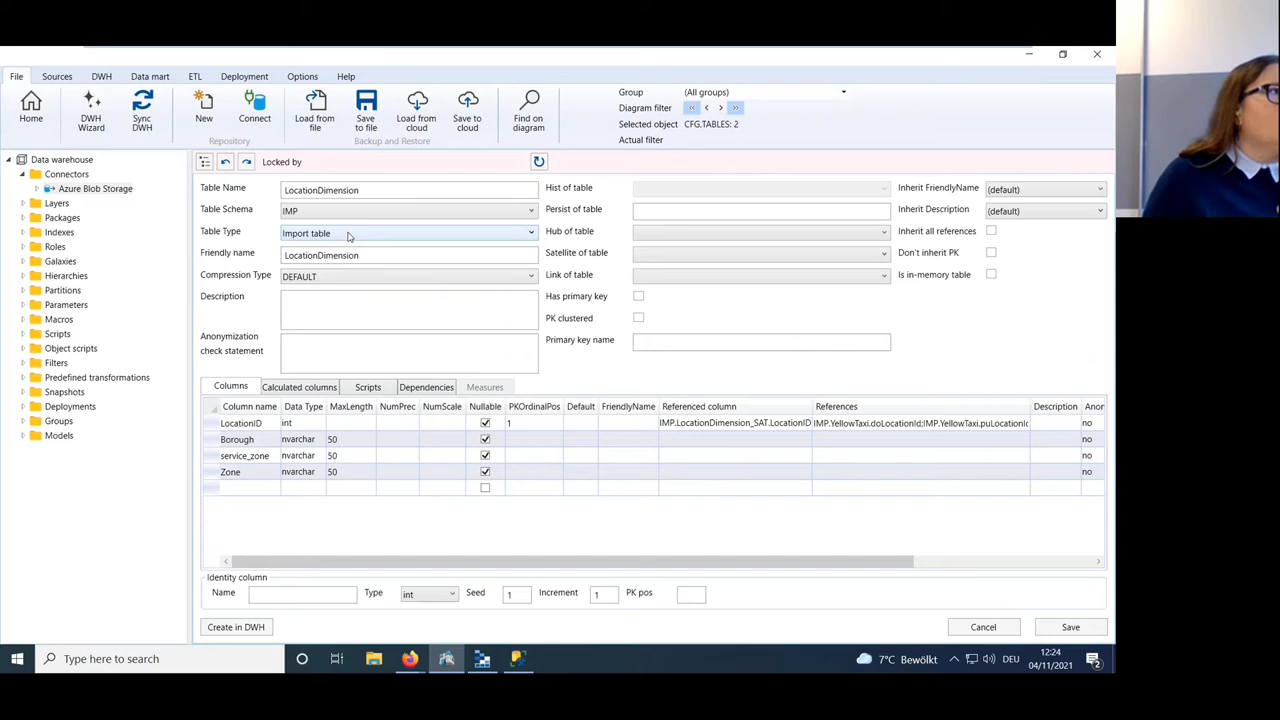 File Sources DWH Data mart ETL Deployment Options Help
Home
DWH Wizard
Sync DWH
New
Connect
Repository
Load from file
Save to file
Load from cloud
Save to cloud
Backup and Restore
Find on diagram
Group (All groups)
Diagram filter
Selected object CFG.TABLES: 2
Actual filter
Data warehouse
Connectors
Azure Blob Storage
Layers
Packages
Indexes
Roles
Galaxies
Hierarchies
Partitions
Parameters
Macros
Scripts
Object scripts
Filters
Predefined transformations
Snapshots
Deployments
Groups
Models
Locked by
Table Name LocationDimension
Table Schema IMP
Table Type Import table
Friendly name LocationDimension
Compression Type DEFAULT
Description
Anonymization check statement
Hist of table
Persist of table
Hub of table
Satellite of table
Link of table
Has primary key
PK clustered
Primary key name
Inherit FriendlyName (default)
Inherit Description (default)
Inherit all references
Don't inherit PK
Is in-memory table
Columns Calculated columns Scripts Dependencies Measures
Column name Data Type MaxLength NumPrec NumScale Nullable PKOrdinalPos Default FriendlyName Referenced column References Description Anor
LocationID int 1 IMP.LocationDimension_SAT.LocationID IMP.YellowTaxi.doLocationId;IMP.YellowTaxi.puLocationId
no
Borough nvarchar 50 no
service_zone nvarchar 50 no
Zone nvarchar 50 no
Identity column
Name Type int Seed 1 Increment 1 PK pos
Create in DWH Cancel Save
Type here to search
7°C Bewölkt DEU 12:24
04/11/2021 2